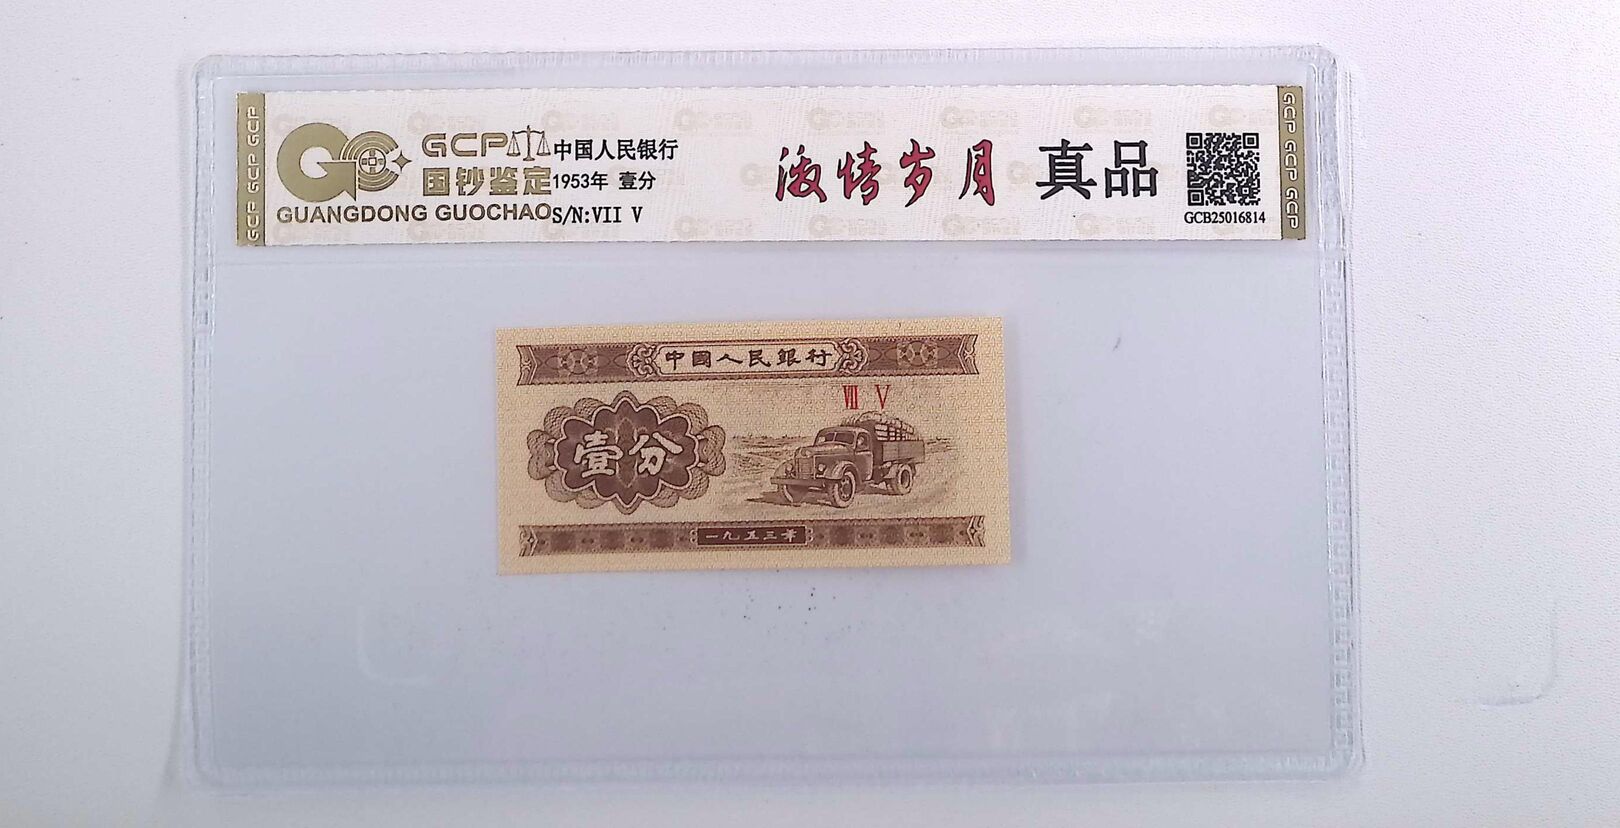 GCP 中国人民银行
国钞鉴定 1953年 壹分
GUANGDONG GUOCHAO S/N:VII V
激情岁月 真品
GCB25016814
GCP GCP GCP
GCP GCP GCP
中國人民銀行
VII V
壹分
一九五三年